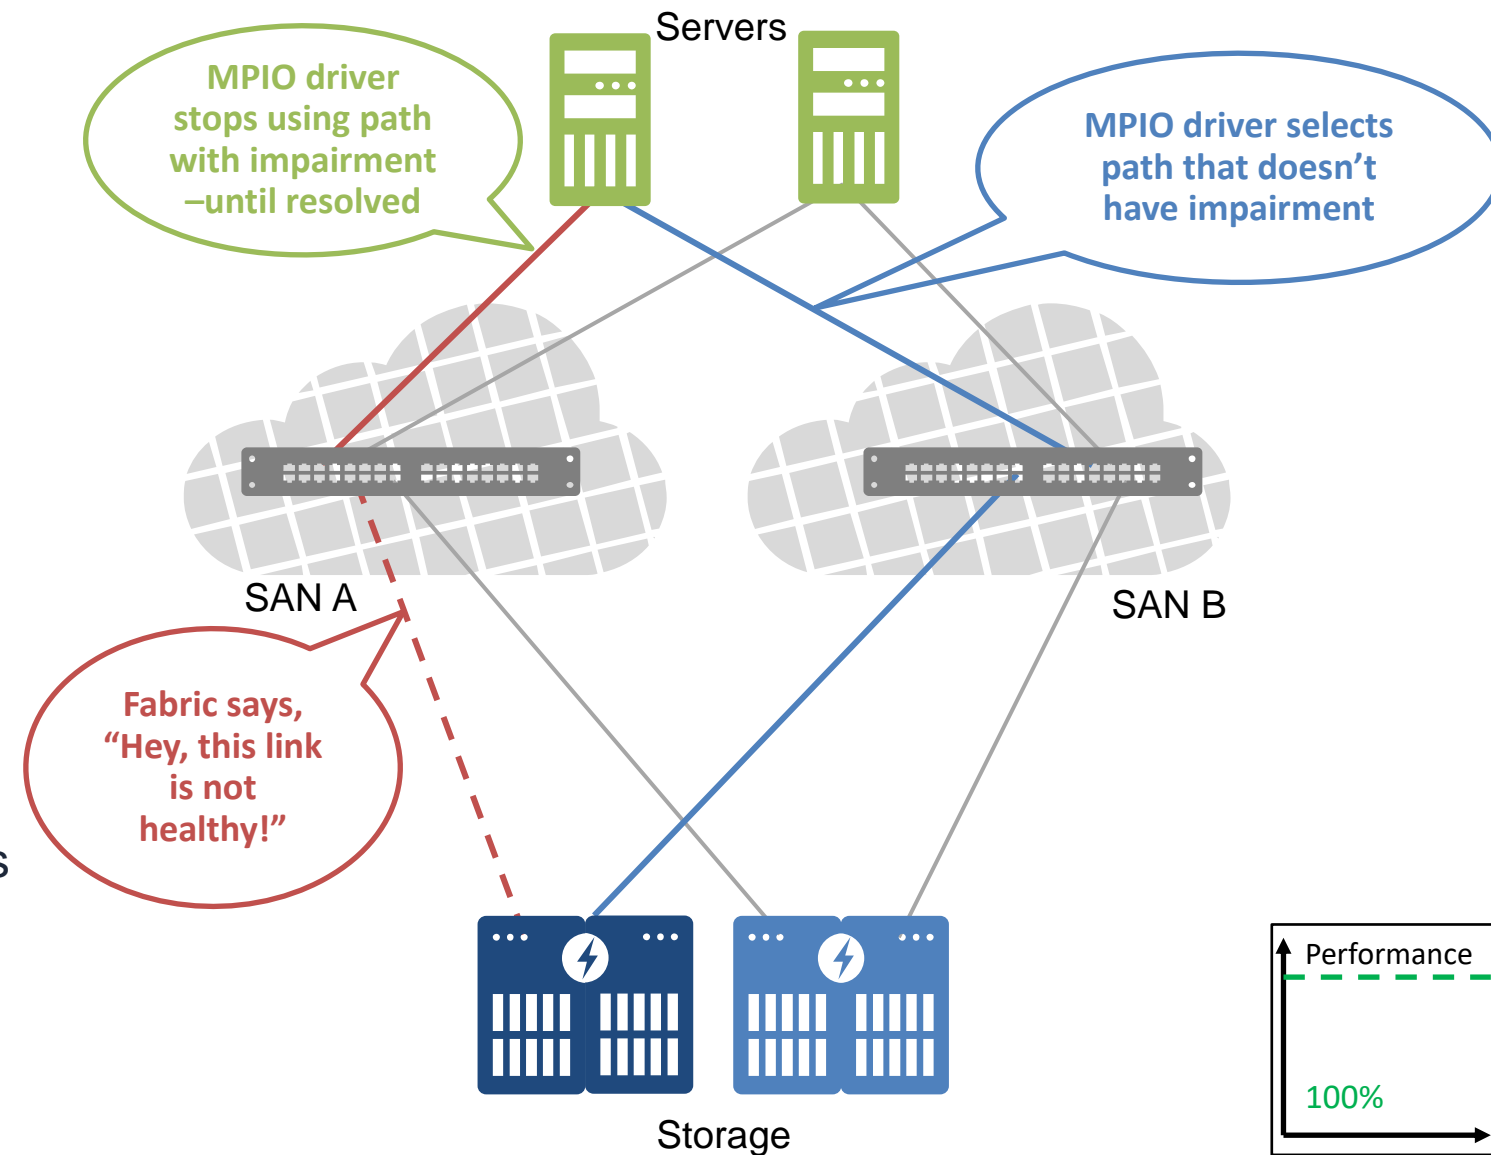 Servers
MPIO driver
stops using path
with impairment
–until resolved
MPIO driver selects
path that doesn’t
have impairment
SAN A
SAN B
Fabric says,
“Hey, this link
is not
healthy!”
s
Performance
100%
Storage